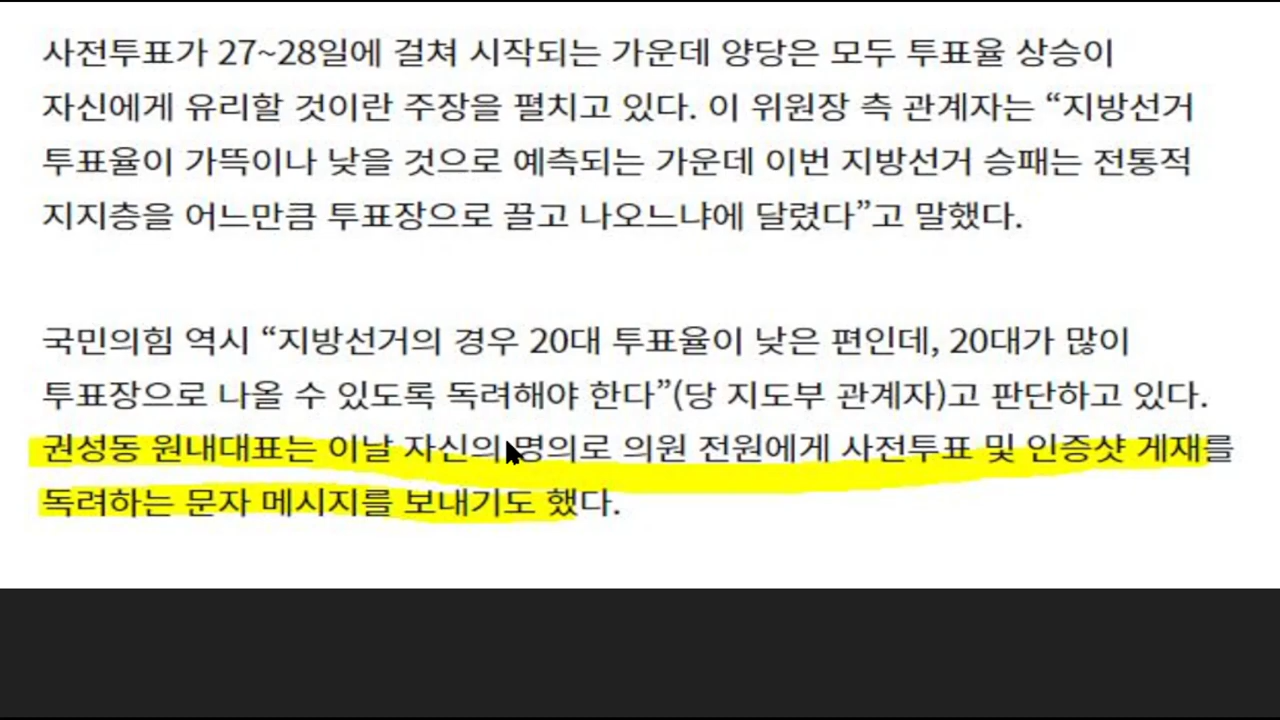 사전투표가 27~28일에 걸쳐 시작되는 가운데 양당은 모두 투표율 상승이
자신에게 유리할 것이란 주장을 펼치고 있다. 이 위원장 측 관계자는 “지방선거
투표율이 가뜩이나 낮을 것으로 예측되는 가운데 이번 지방선거 승패는 전통적
지지층을 어느만큼 투표장으로 끌고 나오느냐에 달렸다”고 말했다.
국민의힘 역시 “지방선거의 경우 20대 투표율이 낮은 편인데, 20대가 많이
투표장으로 나올 수 있도록 독려해야 한다”(당 지도부 관계자)고 판단하고 있다.
권성동 원내대표는 이날 자신의 명의로 의원 전원에게 사전투표 및 인증샷 게재를
독려하는 문자 메시지를 보내기도 했다.